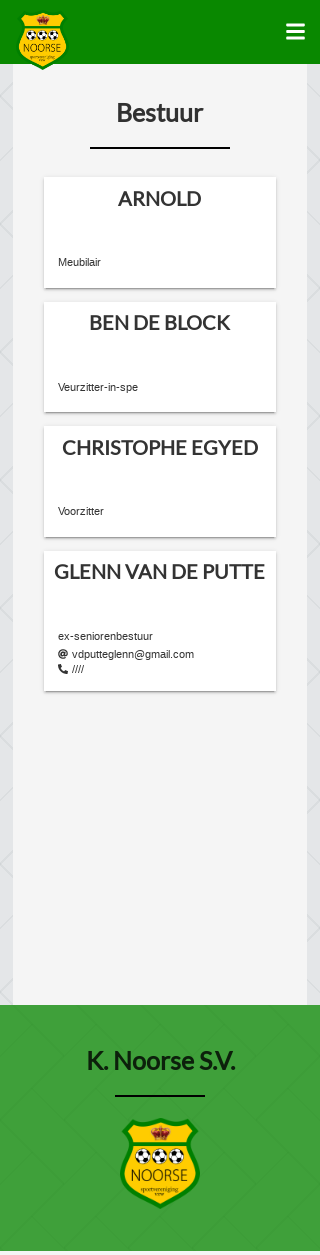 NOORSE
Bestuur
ARNOLD
Meubilair
BEN DE BLOCK
Veurzitter-in-spe
CHRISTOPHE EGYED
Voorzitter
GLENN VAN DE PUTTE
ex-seniorenbestuur
vdputteglenn@gmail.com
////
K. Noorse S.V.
NOORSE
sportvereniging